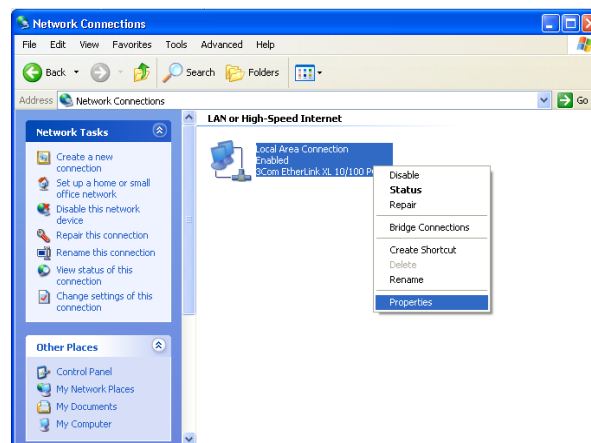 Network Connections
File Edit View Favorites Tools Advanced Help
Back Search Folders
Address Network Connections Go
Network Tasks
Create a new
connection
Set up a home or small
office network
Disable this network
device
Repair this connection
Rename this connection
View status of this
connection
Change settings of this
connection
Other Places
Control Panel
My Network Places
My Documents
My Computer
LAN or High-Speed Internet
Local Area Connection
Enabled
3Com EtherLink XL 10/100 P
Disable
Status
Repair
Bridge Connections
Create Shortcut
Delete
Rename
Properties